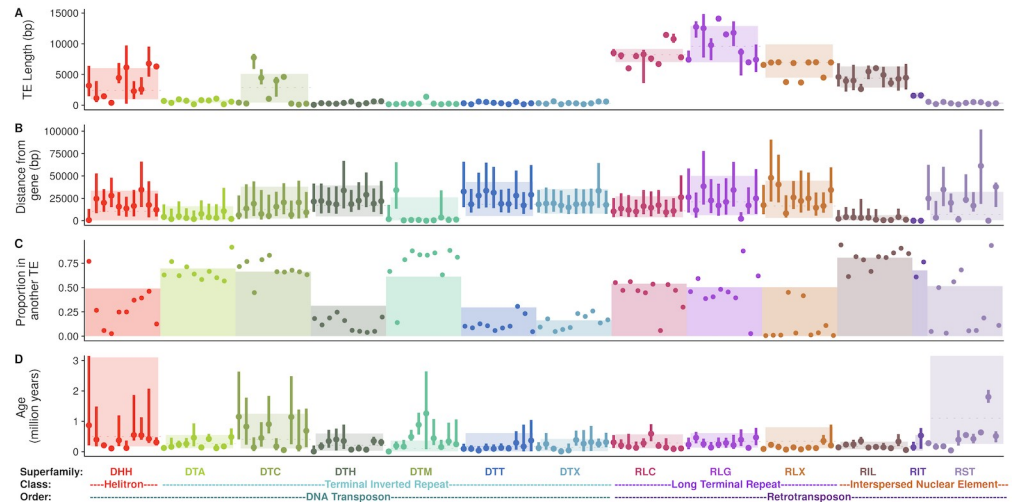 A
TE Length (bp)
15000
10000
5000
0
B
Distance from
gene (bp)
100000
75000
50000
25000
0
C
Proportion in
another TE
0.75
0.50
0.25
0.00
D
Age
(million years)
3
2
1
0
Superfamily: DHH DTA DTC DTH DTM DTT DTX RLC RLG RLX RIL RIT RST
Class: Helitron Terminal Inverted Repeat Long Terminal Repeat Interspersed Nuclear Element
Order: DNA Transposon Retrotransposon